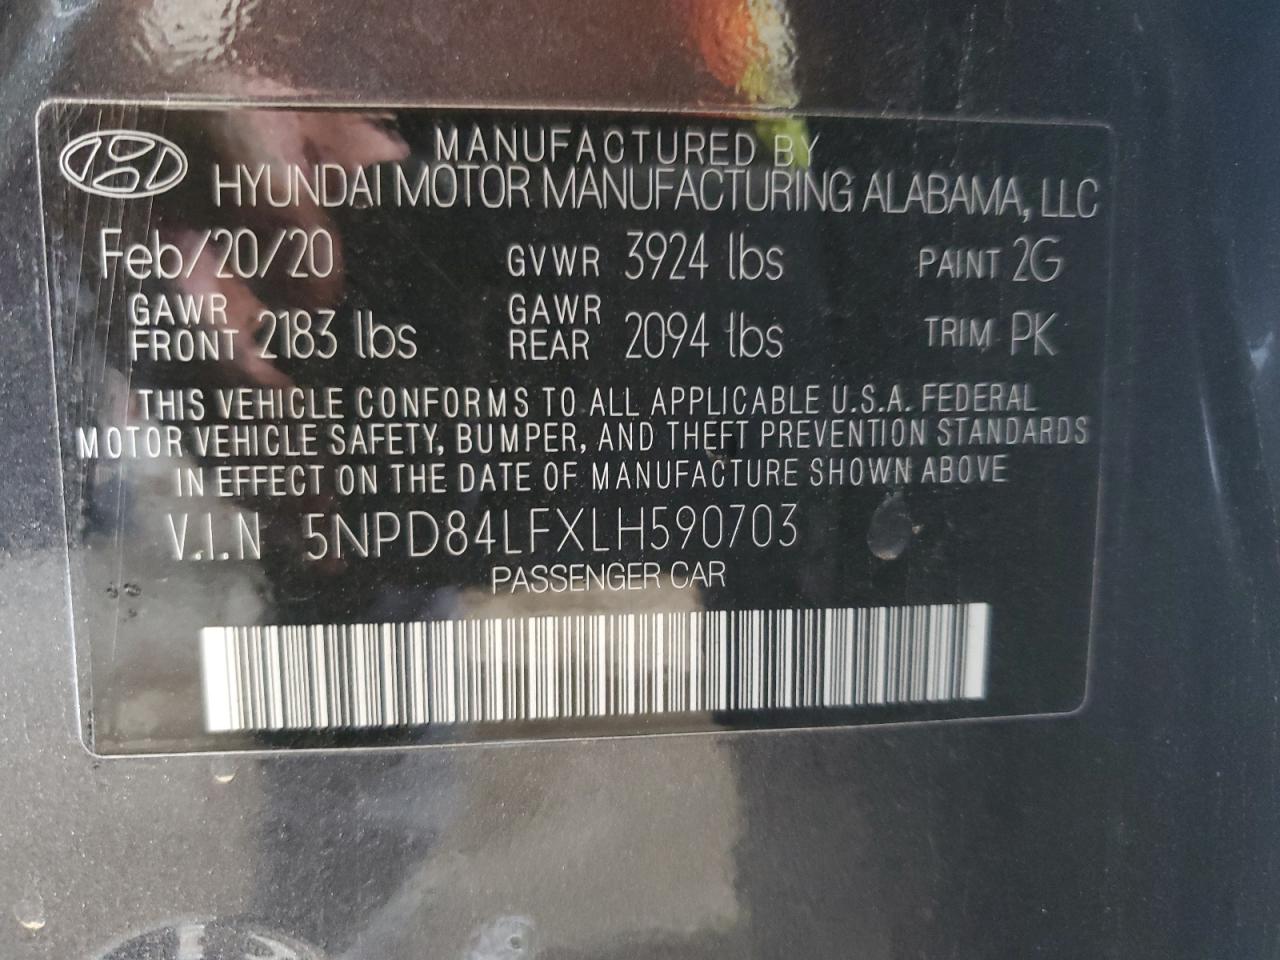 MANUFACTURED BY
HYUNDAI MOTOR MANUFACTURING ALABAMA, LLC
Feb/20/20 GVWR 3924 lbs PAINT 2G
GAWR FRONT 2183 lbs GAWR REAR 2094 lbs TRIM PK
THIS VEHICLE CONFORMS TO ALL APPLICABLE U.S.A. FEDERAL
MOTOR VEHICLE SAFETY, BUMPER, AND THEFT PREVENTION STANDARDS
IN EFFECT ON THE DATE OF MANUFACTURE SHOWN ABOVE
V.I.N 5NPD84LFXLH590703
PASSENGER CAR